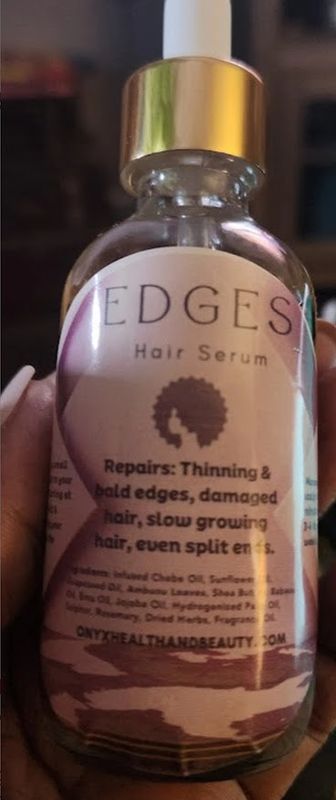 EDGES
Hair Serum
Repairs: Thinning &
bald edges, damaged
hair, slow growing
hair, even split ends.
Ingredients: Infused Chebe Oil, Sunflower Oil,
Grapeseed Oil, Ambunu Leaves, Shea Butter,
Oil, Emu Oil, Jojoba Oil, Hydrogenised Palm Oil,
Sulphur, Rosemary, Dried Herbs, Fragrance Oil.
ONYXHEALTHANDBEAUTY.COM